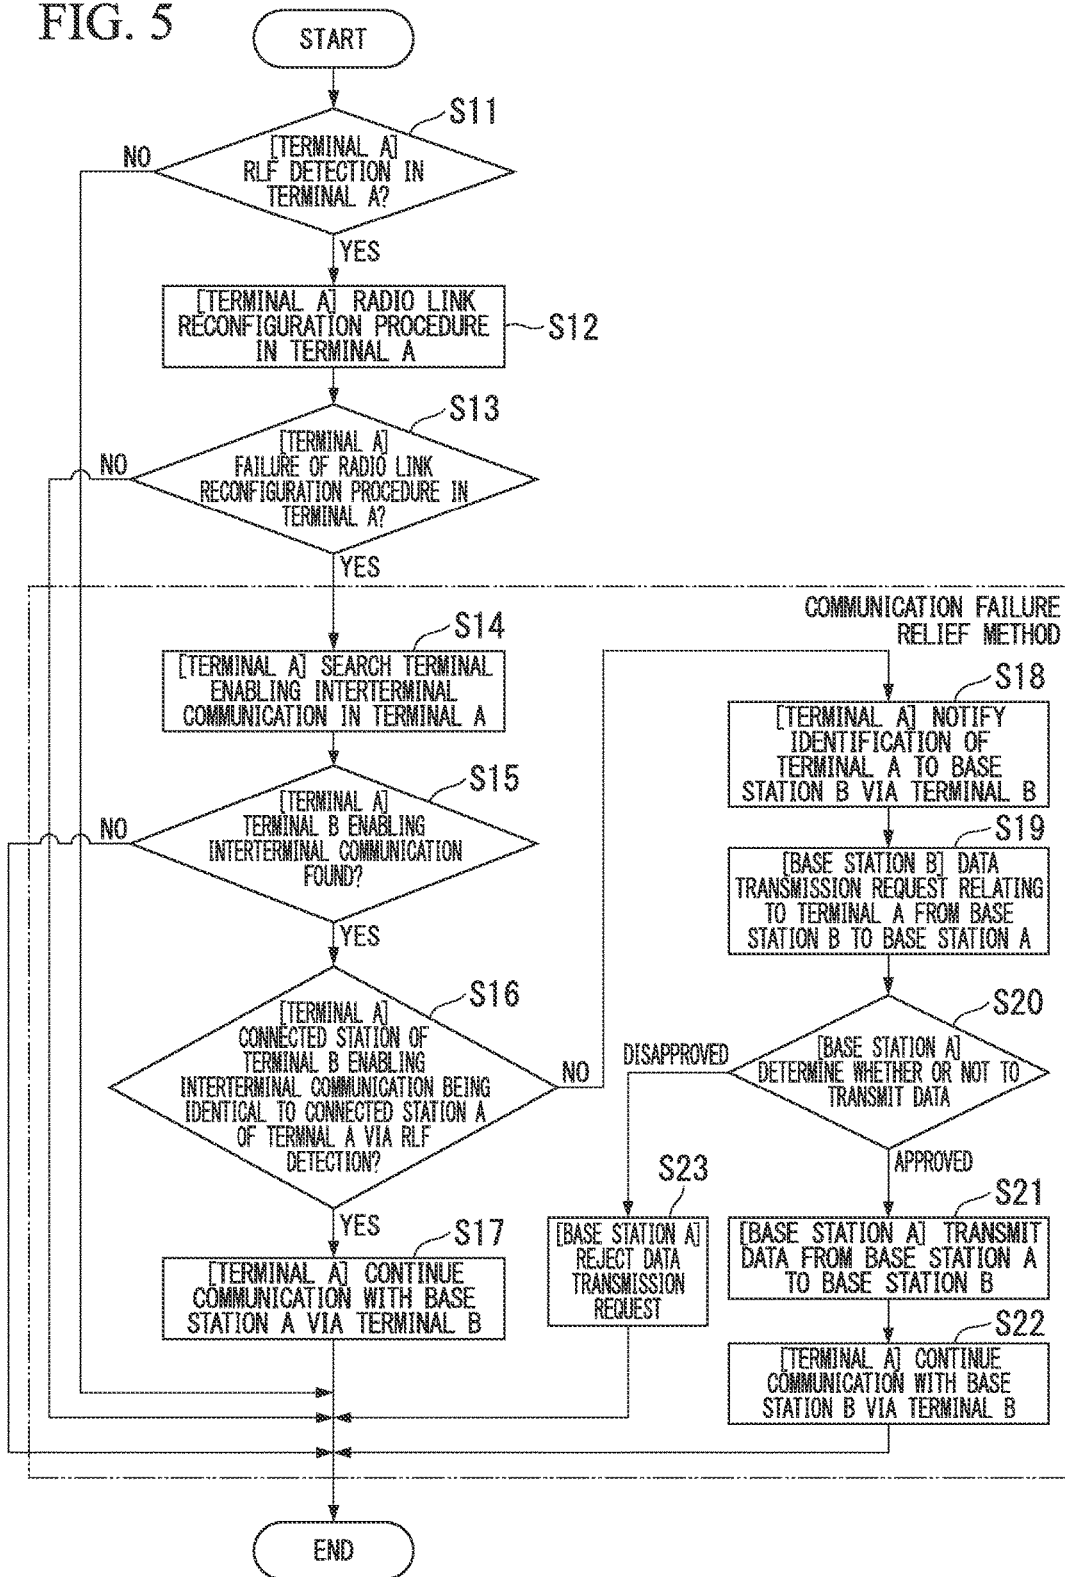 FIG. 5
START
S11
[TERMINAL A]
RLF DETECTION IN
TERMINAL A?
NO
YES
[TERMINAL A] RADIO LINK
RECONFIGURATION PROCEDURE
IN TERMINAL A
S12
S13
[TERMINAL A]
FAILURE OF RADIO LINK
RECONFIGURATION PROCEDURE IN
TERMINAL A?
NO
YES
COMMUNICATION FAILURE
RELIEF METHOD
S14
[TERMINAL A] SEARCH TERMINAL
ENABLING INTERTERMINAL
COMMUNICATION IN TERMINAL A
S15
[TERMINAL A]
TERMINAL B ENABLING
INTERTERMINAL COMMUNICATION
FOUND?
NO
YES
S16
[TERMINAL A]
CONNECTED STATION OF
TERMINAL B ENABLING
INTERTERMINAL COMMUNICATION BEING
IDENTICAL TO CONNECTED STATION A
OF TERMNAL A VIA RLF
DETECTION?
NO
YES
S17
[TERMINAL A] CONTINUE
COMMUNICATION WITH BASE
STATION A VIA TERMINAL B
S18
[TERMINAL A] NOTIFY
IDENTIFICATION OF
TERMINAL A TO BASE
STATION B VIA TERMINAL B
S19
[BASE STATION B] DATA
TRANSMISSION REQUEST RELATING
TO TERMINAL A FROM BASE
STATION B TO BASE STATION A
S20
[BASE STATION A]
DETERMINE WHETHER OR NOT TO
TRANSMIT DATA
DISAPPROVED
APPROVED
S23
[BASE STATION A]
REJECT DATA
TRANSMISSION
REQUEST
S21
[BASE STATION A] TRANSMIT
DATA FROM BASE STATION A
TO BASE STATION B
S22
[TERMINAL A] CONTINUE
COMMUNICATION WITH BASE
STATION B VIA TERMINAL B
END